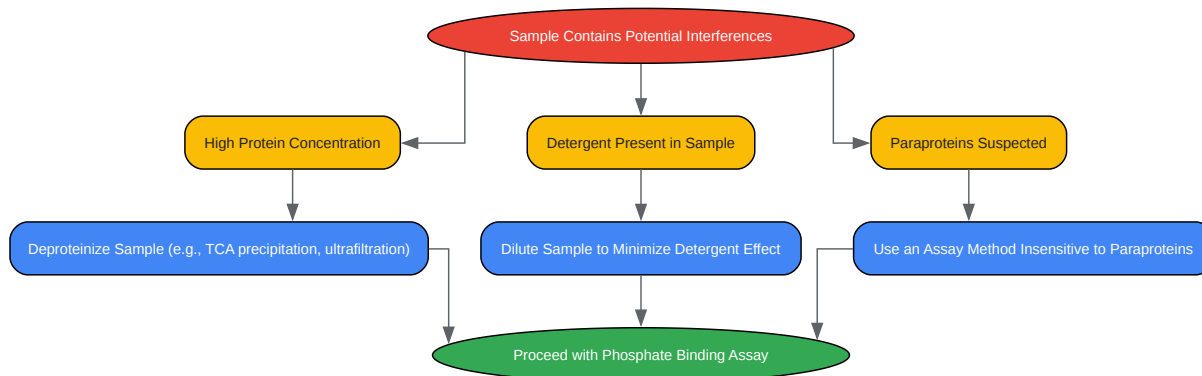 Sample Contains Potential Interferences
High Protein Concentration
Detergent Present in Sample
Paraproteins Suspected
Deproteinize Sample (e.g., TCA precipitation, ultrafiltration)
Dilute Sample to Minimize Detergent Effect
Use an Assay Method Insensitive to Paraproteins
Proceed with Phosphate Binding Assay